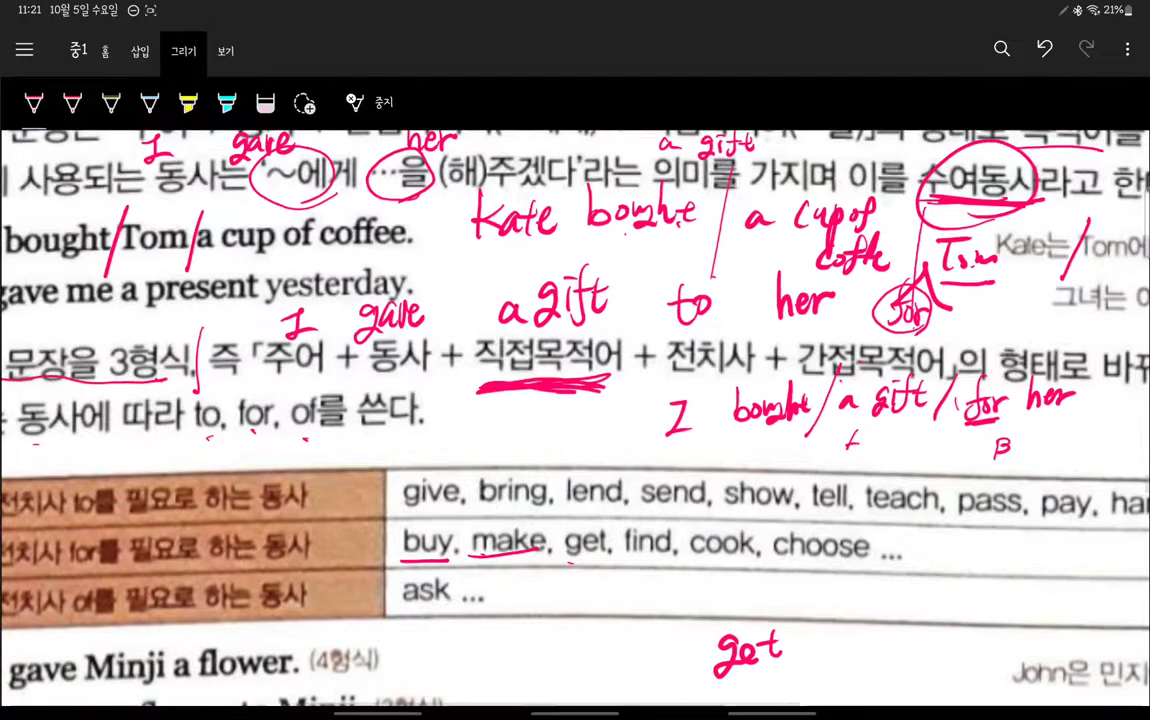 11:21 10월 5일 수요일 21%
중1 홈 삽입 그리기 보기
중지
I gave her a gift
사용되는 동사는 '~에게 …을 (해)주겠다'라는 의미를 가지며 이를 수여동사라고 한
Kate bought a cup of coffe Tom
bought Tom a cup of coffee. Kate는 Tom에
gave me a present yesterday. 그녀는
I gave a gift to her for
문장을 3형식, 즉 「주어 + 동사 + 직접목적어 + 전치사 + 간접목적어」의 형태로 바꾸
동사에 따라 to, for, of를 쓴다.
I bought a gift for her
전치사 to를 필요로 하는 동사 give, bring, lend, send, show, tell, teach, pass, pay, han
전치사 for를 필요로 하는 동사 buy, make, get, find, cook, choose ...
전치사 of를 필요로 하는 동사 ask ...
get
gave Minji a flower. (4형식) John은 민지